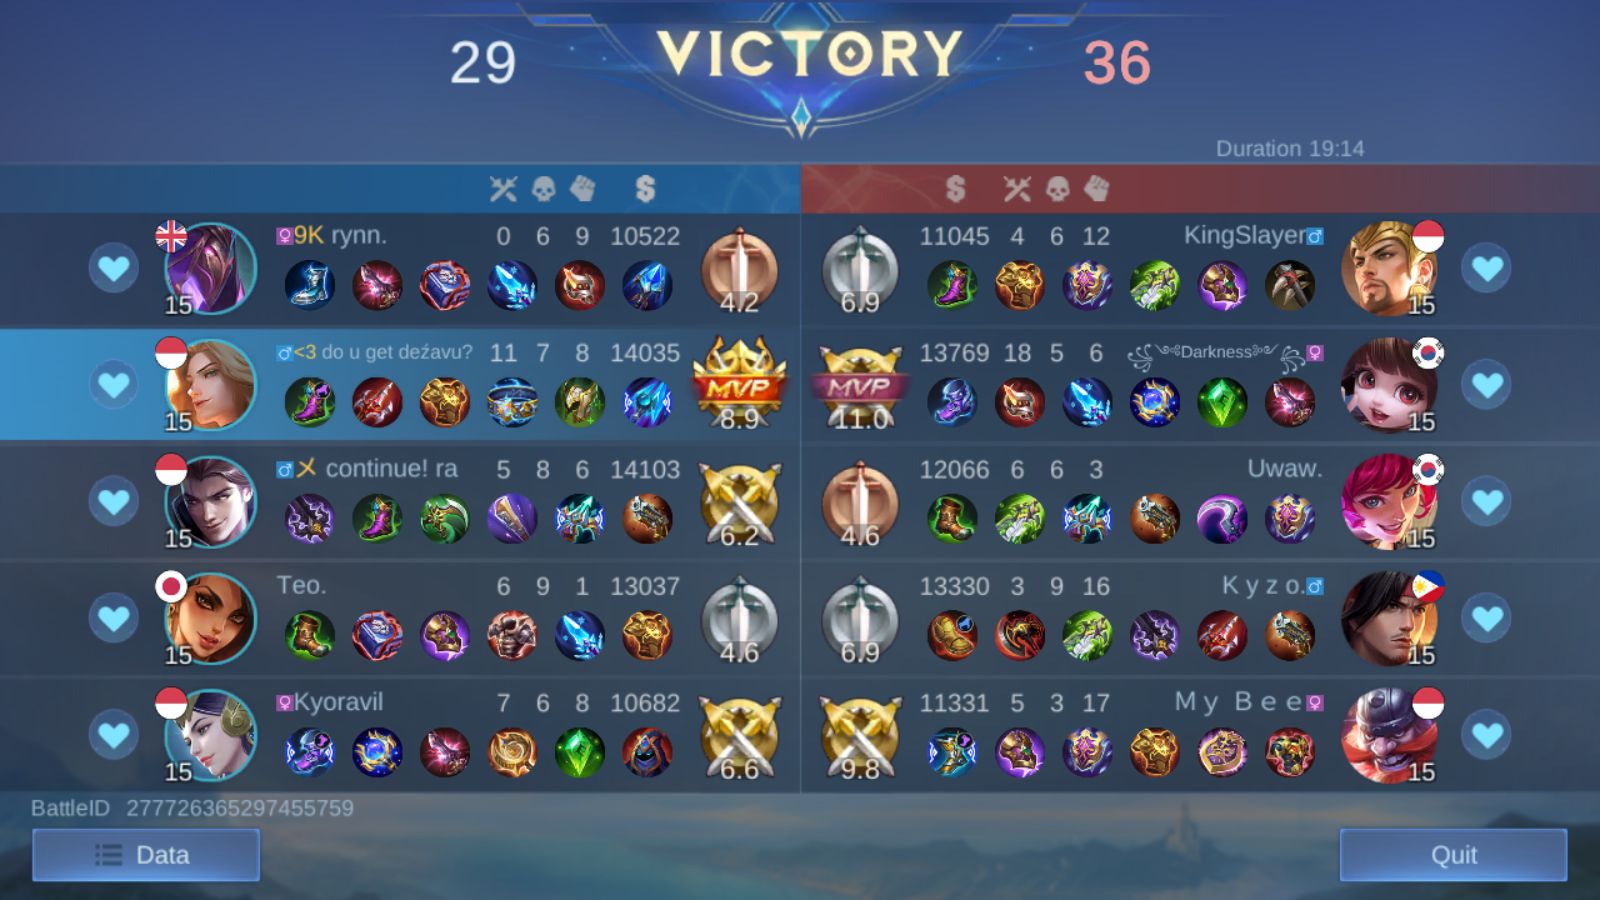 29 VICTORY 36
Duration 19:14
9K rynn. 0 6 9 10522 4.2
15
6.9 11045 4 6 12 KingSlayer
15
<3 do u get deźavu? 11 7 8 14035 MVP 8.9
15
MVP 11.0 13769 18 5 6 Darkness
15
メ continue! ra 5 8 6 14103 6.2
15
4.6 12066 6 6 3 Uwaw.
15
Teo. 6 9 1 13037 4.6
15
6.9 13330 3 9 16 K y z o.
15
Kyoravil 7 6 8 10682 6.6
15
9.8 11331 5 3 17 M y B e e
15
BattleID 277726365297455759
Data
Quit